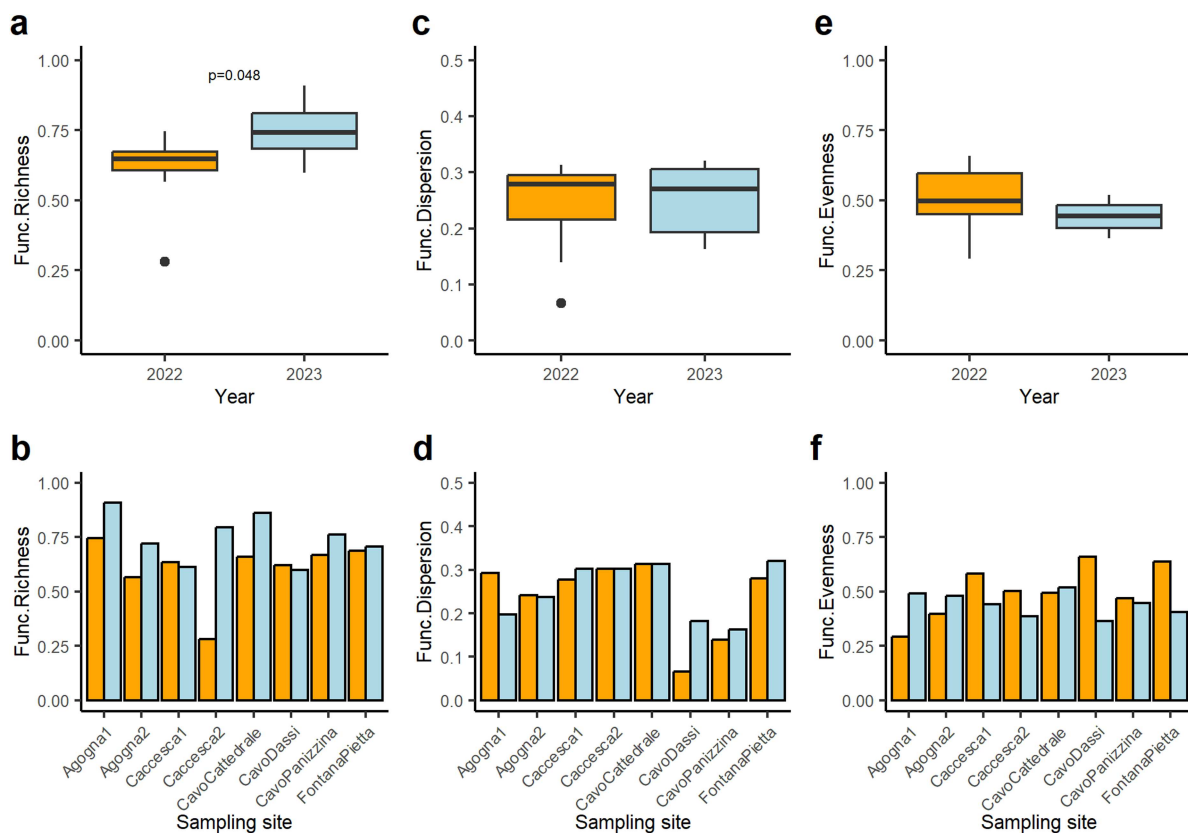 a
Func.Richness
1.00
0.75
0.50
0.25
0.00
p=0.048
2022
2023
Year
c
Func.Dispersion
0.5
0.4
0.3
0.2
0.1
0.0
2022
2023
Year
e
Func.Evenness
1.00
0.75
0.50
0.25
0.00
2022
2023
Year
b
Func.Richness
1.00
0.75
0.50
0.25
0.00
Agogna1
Agogna2
Caccesca1
Caccesca2
CavoCattedrale
CavoDassi
CavoPanizzina
FontanaPietta
Sampling site
d
Func.Dispersion
0.5
0.4
0.3
0.2
0.1
0.0
Agogna1
Agogna2
Caccesca1
Caccesca2
CavoCattedrale
CavoDassi
CavoPanizzina
FontanaPietta
Sampling site
f
Func.Evenness
1.00
0.75
0.50
0.25
0.00
Agogna1
Agogna2
Caccesca1
Caccesca2
CavoCattedrale
CavoDassi
CavoPanizzina
FontanaPietta
Sampling site